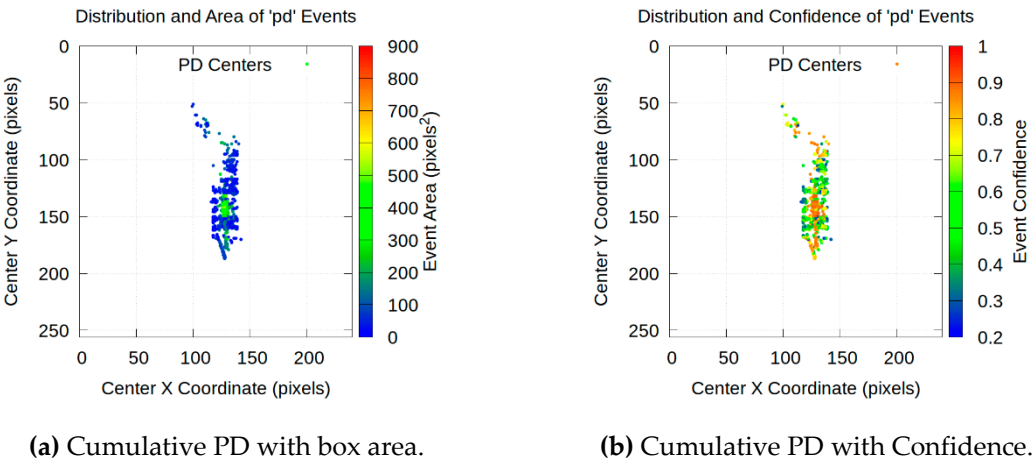 Distribution and Area of 'pd' Events
PD Centers
0
50
100
150
200
250
Center Y Coordinate (pixels)
0 50 100 150 200
Center X Coordinate (pixels)
900
800
700
600
500
400
300
200
100
0
Event Area (pixels²)
(a) Cumulative PD with box area.
Distribution and Confidence of 'pd' Events
PD Centers
0
50
100
150
200
250
Center Y Coordinate (pixels)
0 50 100 150 200
Center X Coordinate (pixels)
1
0.9
0.8
0.7
0.6
0.5
0.4
0.3
0.2
Event Confidence
(b) Cumulative PD with Confidence.